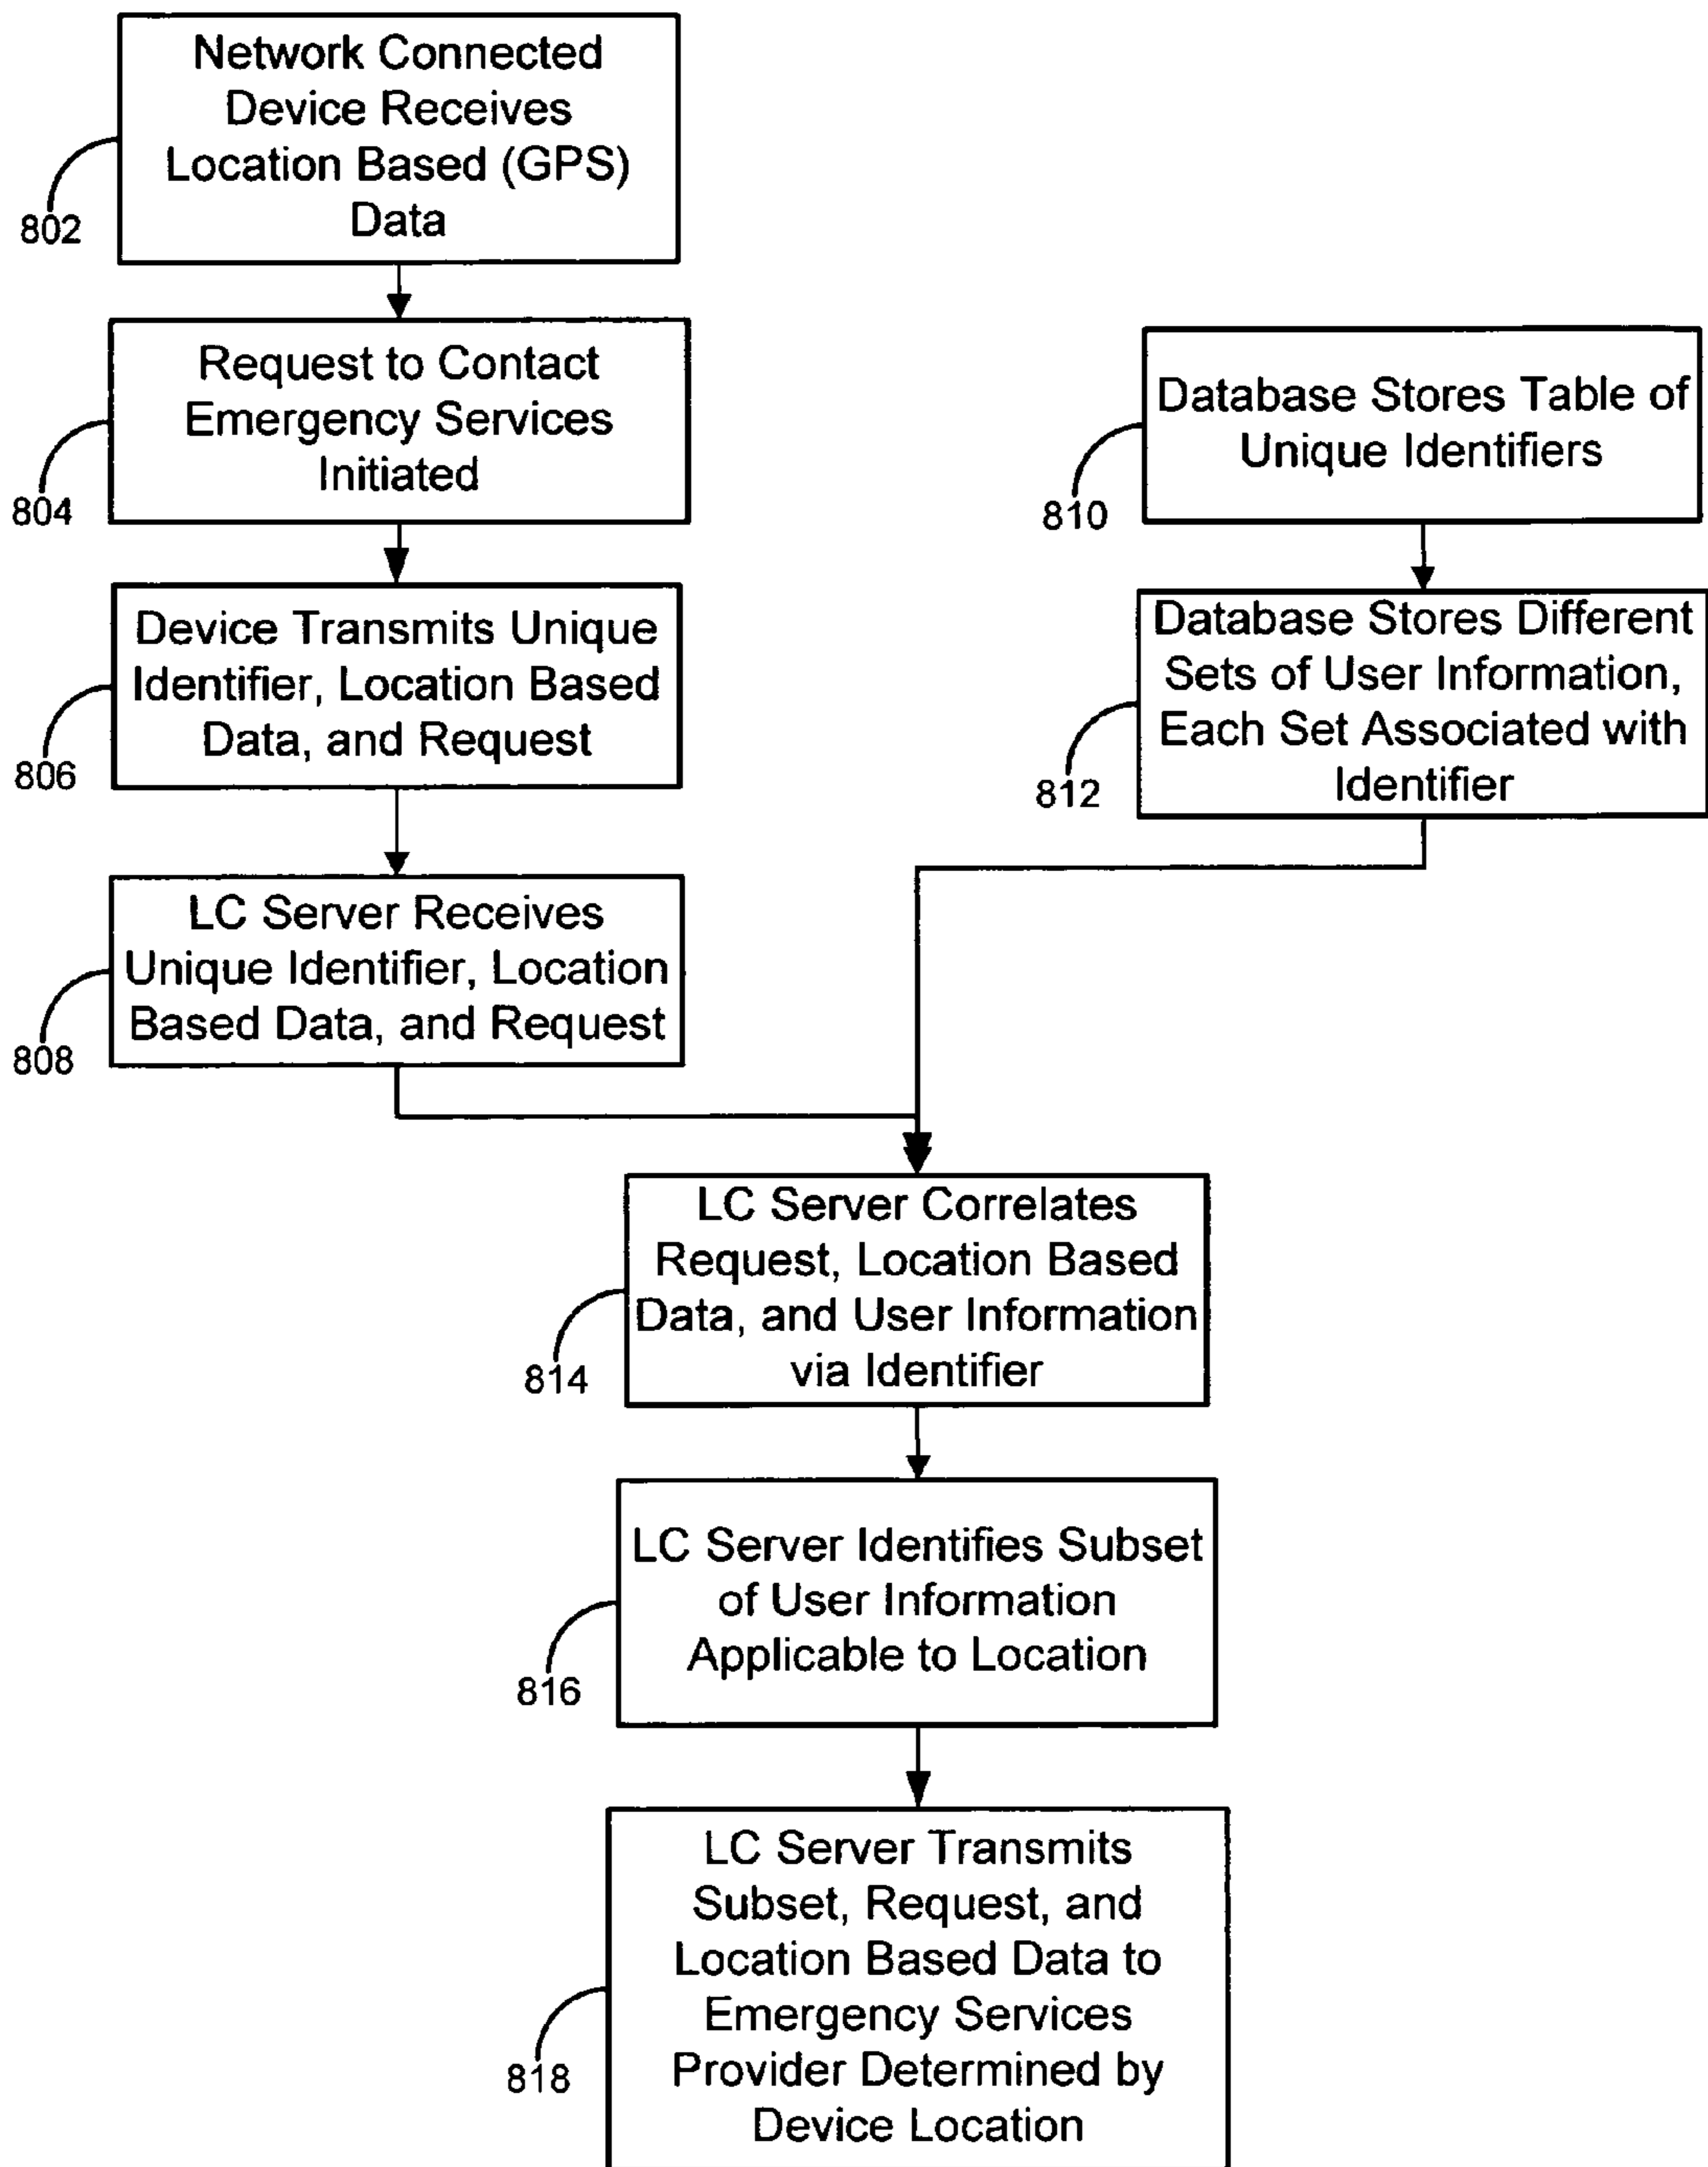 Network Connected
Device Receives
Location Based (GPS)
Data
802
Request to Contact
Emergency Services
Initiated
804
Device Transmits Unique
Identifier, Location Based
Data, and Request
806
LC Server Receives
Unique Identifier, Location
Based Data, and Request
808
Database Stores Table of
Unique Identifiers
810
Database Stores Different
Sets of User Information,
Each Set Associated with
Identifier
812
LC Server Correlates
Request, Location Based
Data, and User Information
via Identifier
814
LC Server Identifies Subset
of User Information
Applicable to Location
816
LC Server Transmits
Subset, Request, and
Location Based Data to
Emergency Services
Provider Determined by
Device Location
818